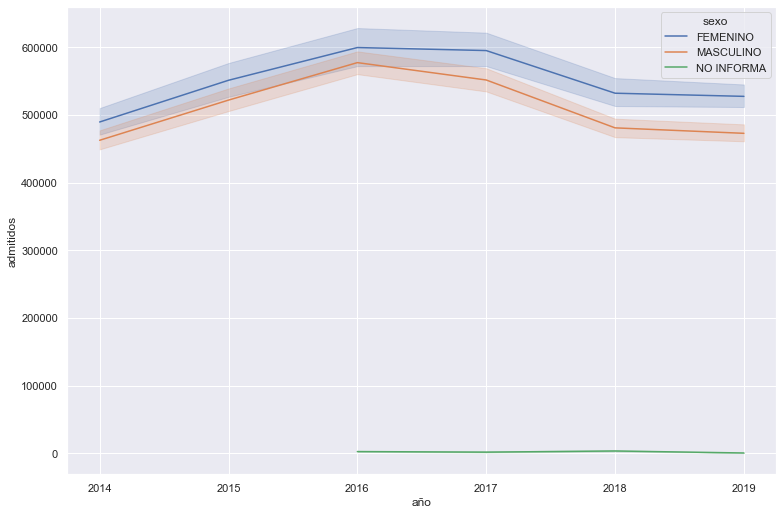 sexo
FEMENINO
MASCULINO
NO INFORMA
admitidos
600000
500000
400000
300000
200000
100000
0
2014 2015 2016 2017 2018 2019
año